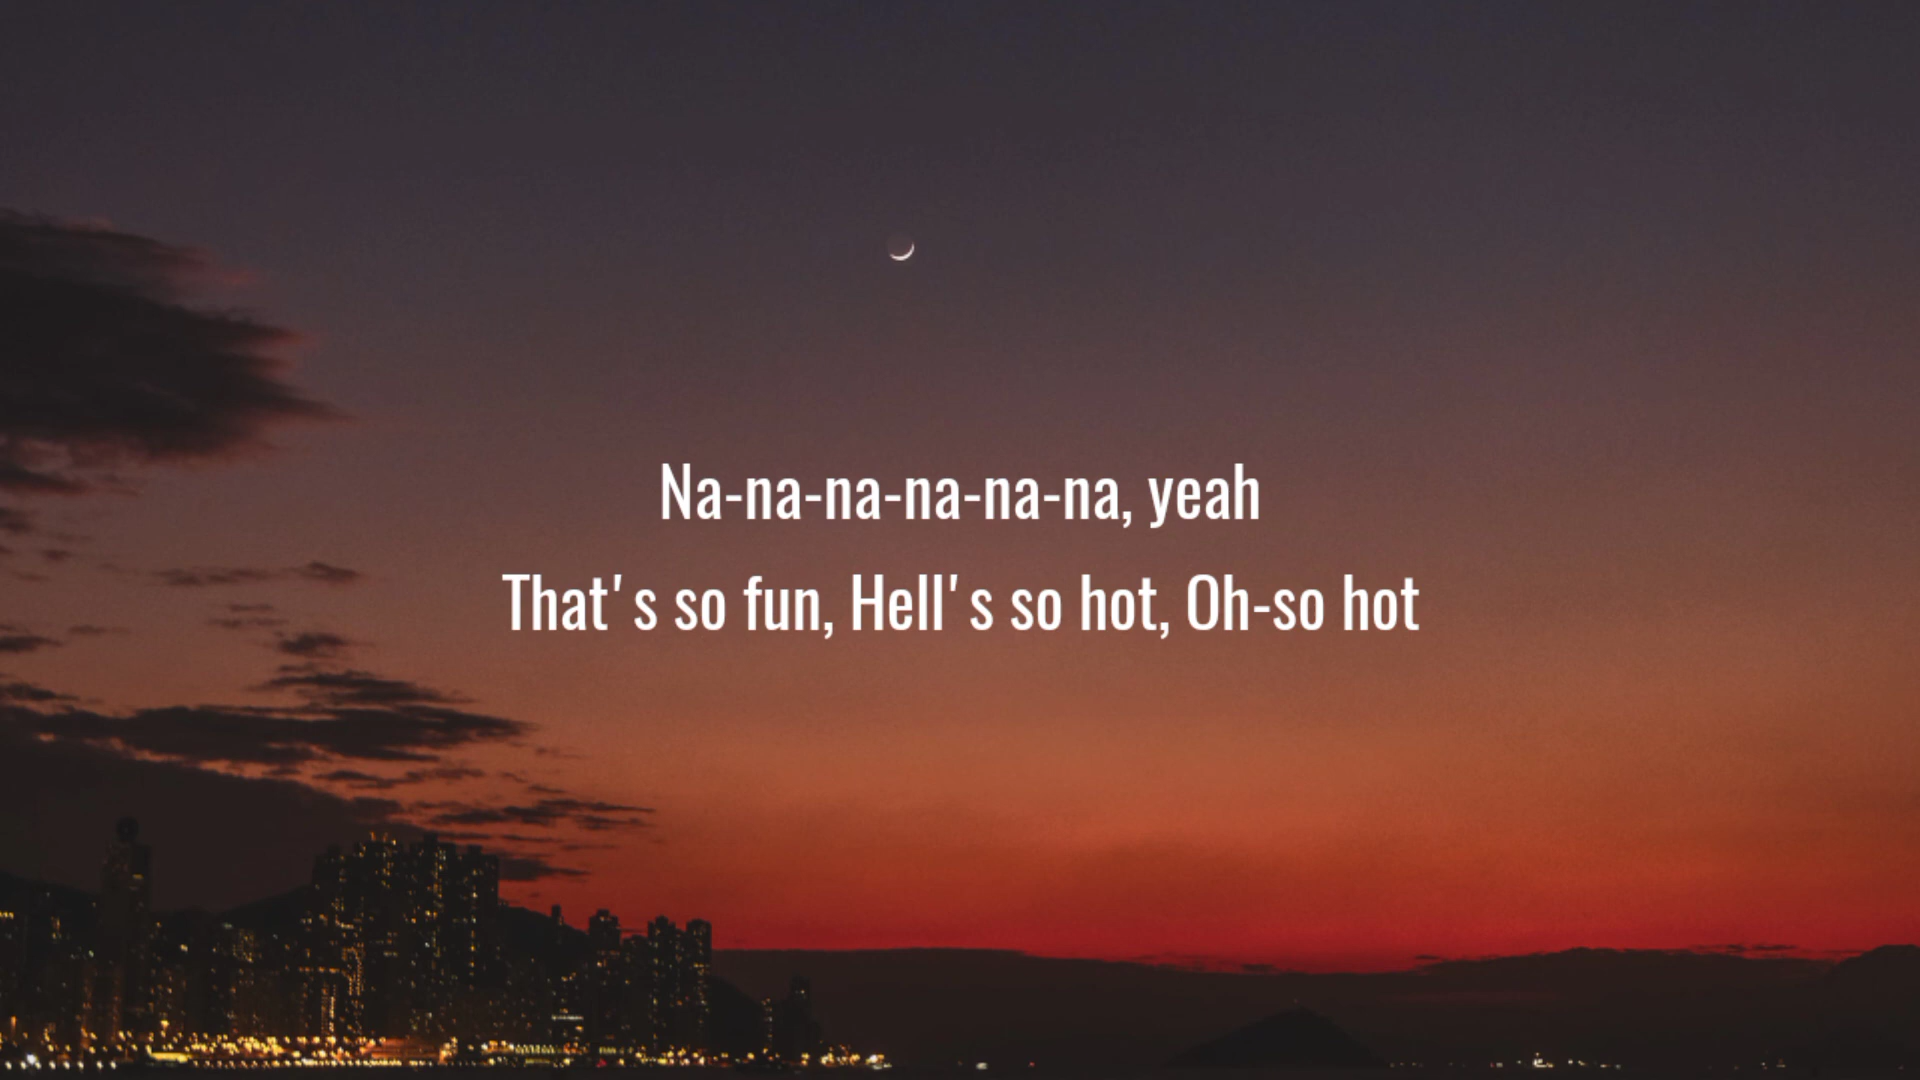 Na-na-na-na-na-na, yeah
That's so fun, Hell's so hot, Oh-so hot